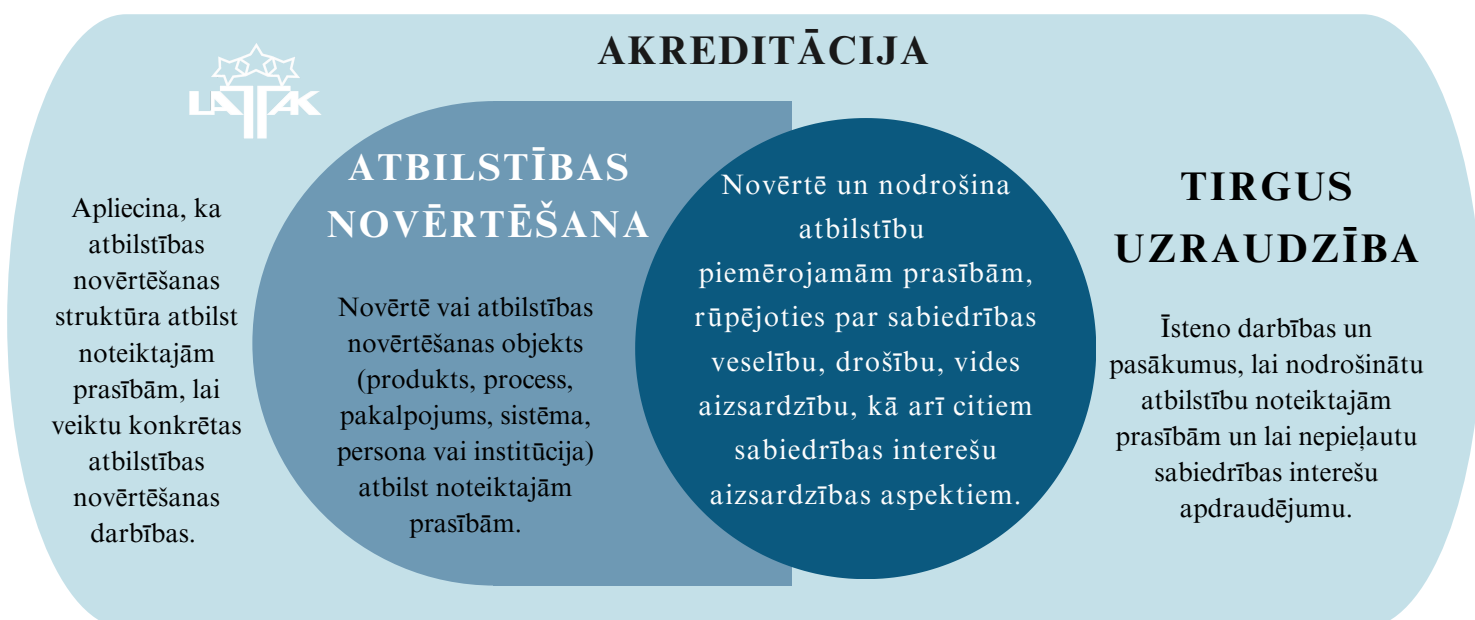 AKREDITĀCIJA
LATAK
Apliecina, ka
atbilstības
novērtēšanas
struktūra atbilst
noteiktajām
prasībām, lai
veiktu konkrētas
atbilstības
novērtēšanas
darbības.
ATBILSTĪBAS
NOVĒRTĒŠANA
Novērtē vai atbilstības
novērtēšanas objekts
(produkts, process,
pakalpojums, sistēma,
persona vai institūcija)
atbilst noteiktajām
prasībām.
Novērtē un nodrošina
atbilstību
piemērojamām prasībām,
rūpējoties par sabiedrības
veselību, drošību, vides
aizsardzību, kā arī citiem
sabiedrības interešu
aizsardzības aspektiem.
TIRGUS
UZRAUDZĪBA
Īsteno darbības un
pasākumus, lai nodrošinātu
atbilstību noteiktajām
prasībām un lai nepieļautu
sabiedrības interešu
apdraudējumu.